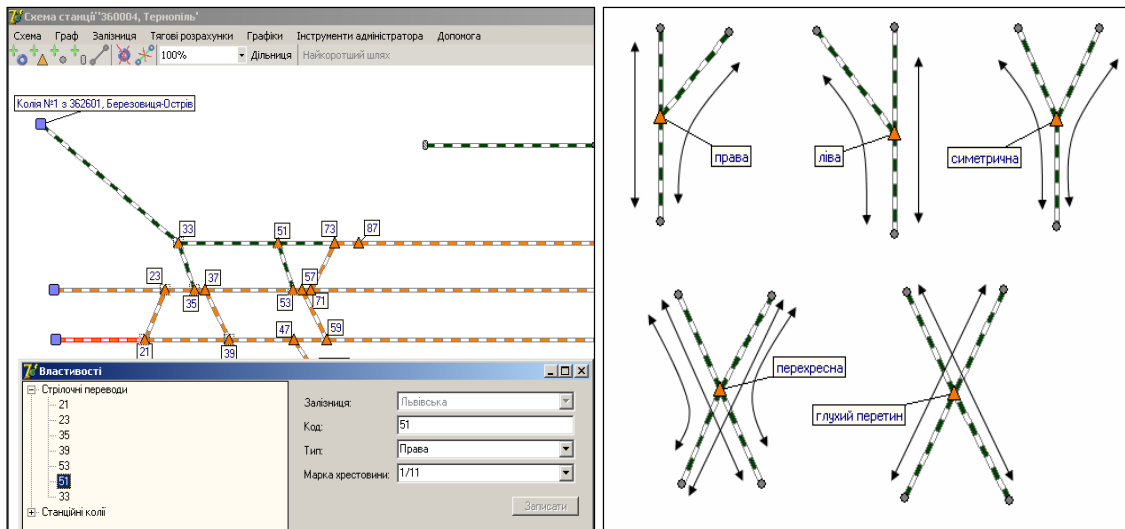 Схема станції '360004, Тернопіль'
Схема Граф Залізниця Тягові розрахунки Графіки Інструменти адміністратора Допомога
100% Дільниця Найкоротший шлях
Колія №1 з 362601, Березовиця-Острів
33 51 73 87
23 37 57
35 53 71
47 59
21 39
Властивості
Стрілочні переводи
21
23
35
39
53
51
33
Станційні колії
Залізниця: Львівська
Код: 51
Тип: Права
Марка хрестовини: 1/11
Записати
права
ліва
симетрична
перехресна
глухий перетин